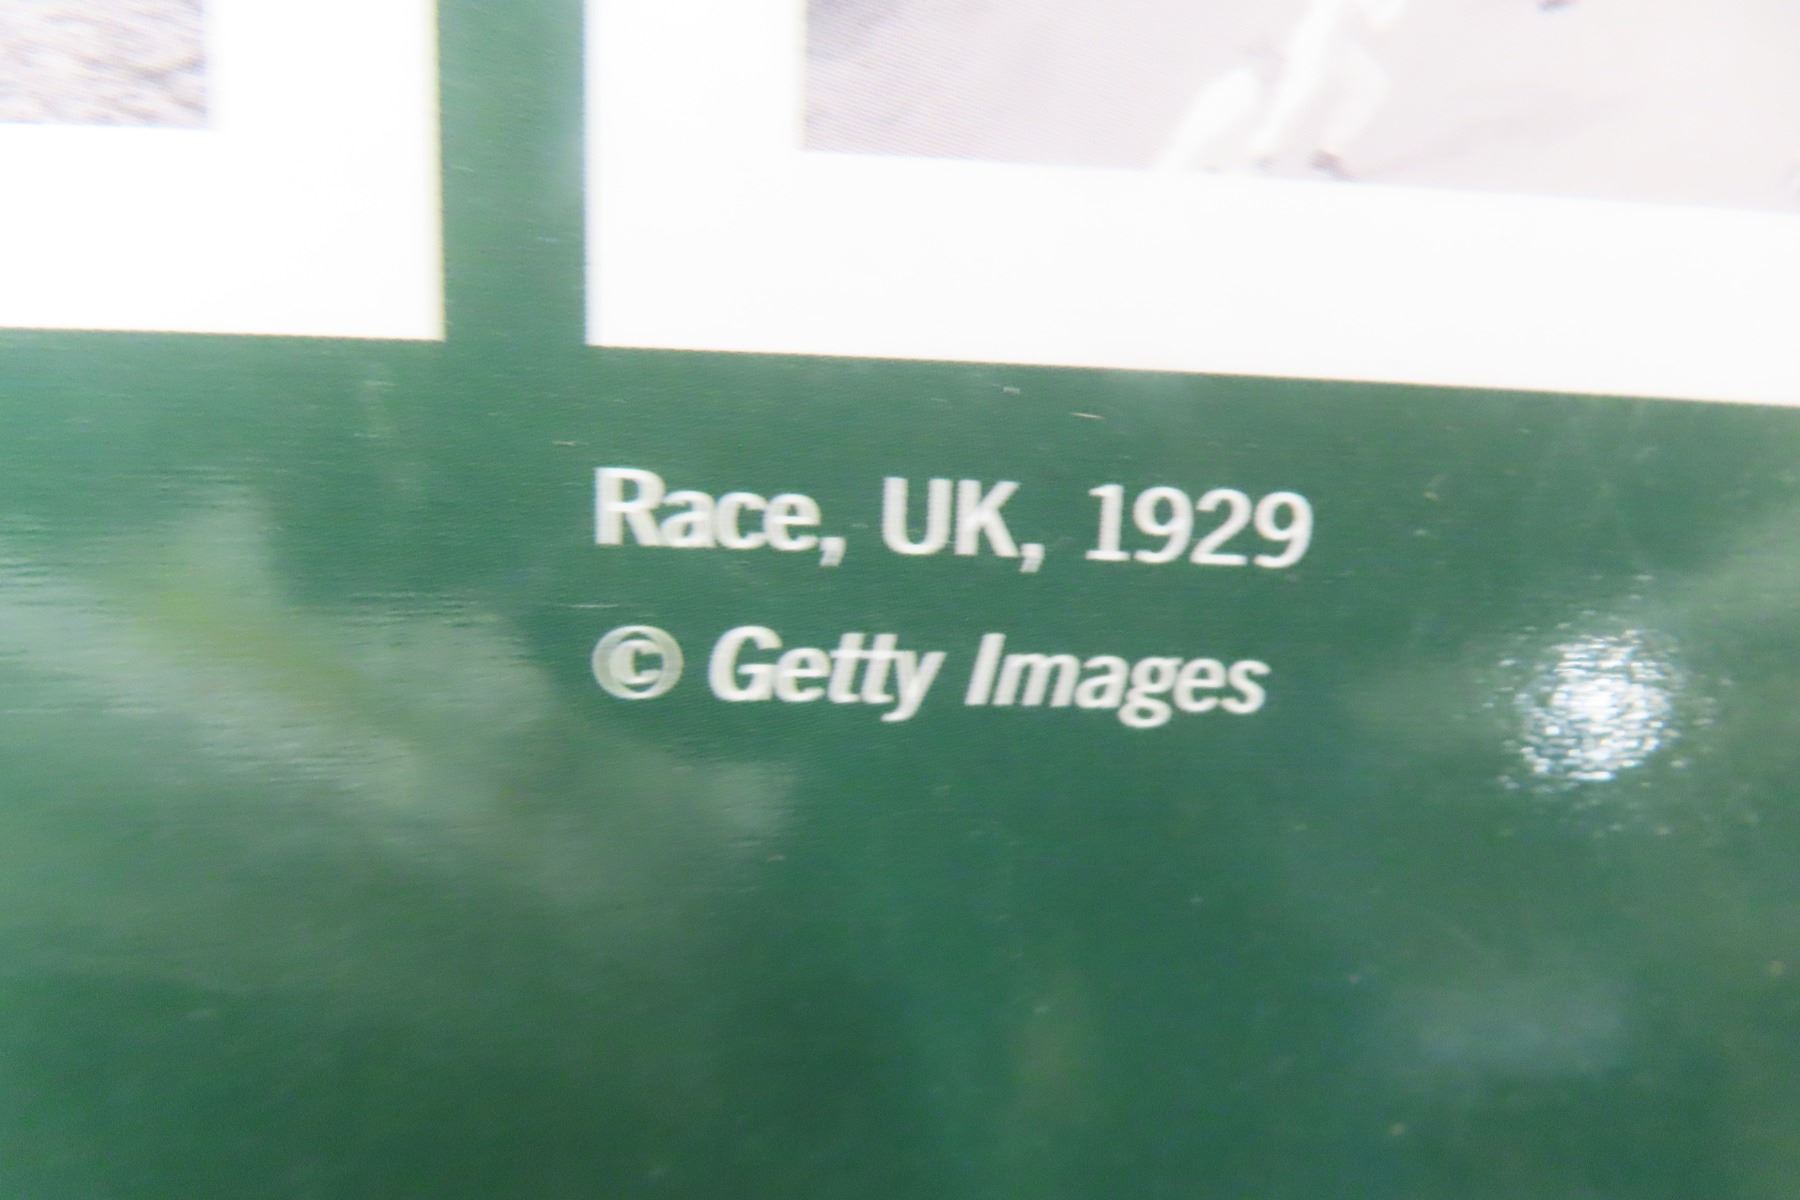 Race, UK, 1929
© Getty Images